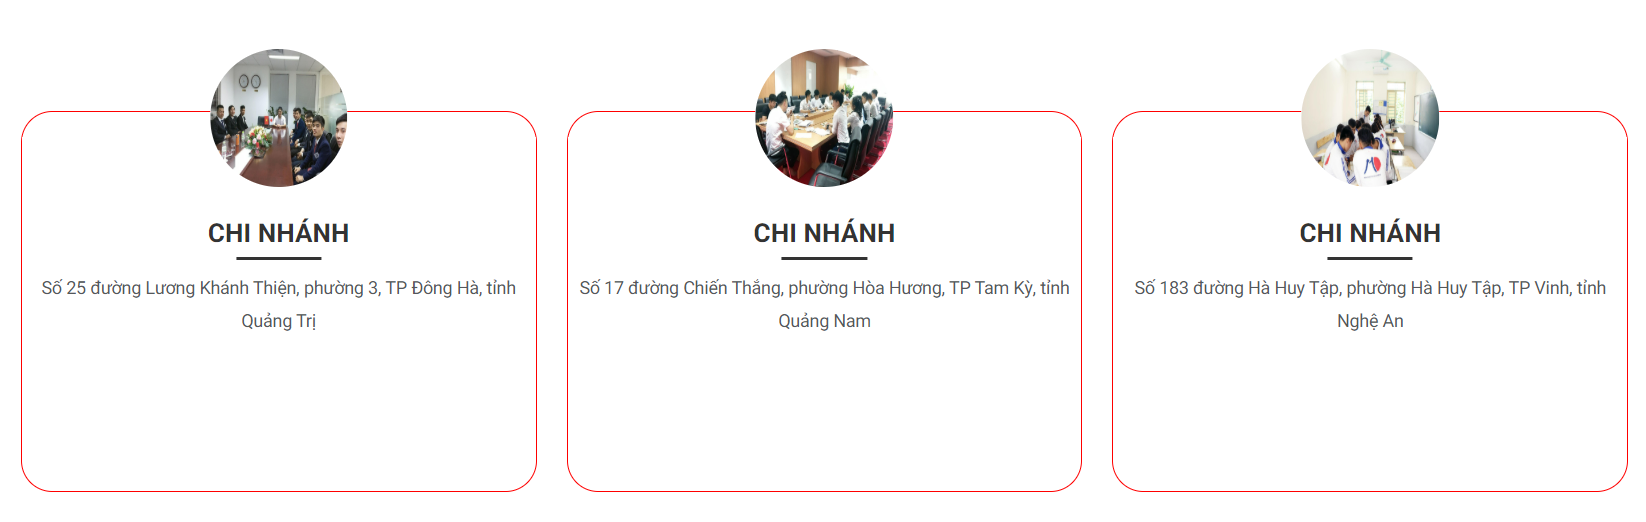 CHI NHÁNH
Số 25 đường Lương Khánh Thiện, phường 3, TP Đông Hà, tỉnh
Quảng Trị
CHI NHÁNH
Số 17 đường Chiến Thắng, phường Hòa Hương, TP Tam Kỳ, tỉnh
Quảng Nam
CHI NHÁNH
Số 183 đường Hà Huy Tập, phường Hà Huy Tập, TP Vinh, tỉnh
Nghệ An